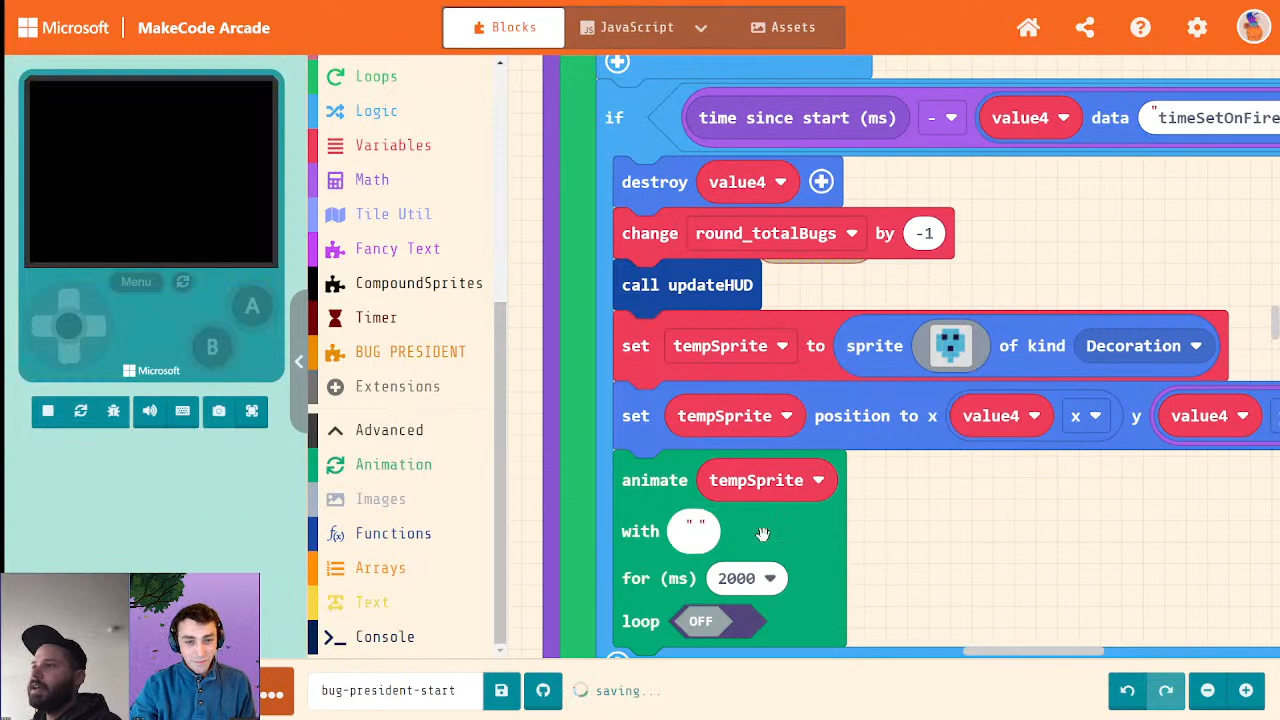 Microsoft MakeCode Arcade Blocks JavaScript Assets
Menu
A
B
Microsoft
Loops
Logic
Variables
Math
Tile Util
Fancy Text
CompoundSprites
Timer
BUG PRESIDENT
Extensions
Advanced
Animation
Images
Functions
Arrays
Text
Console
if time since start (ms) - value4 data "timeSetOnFire
destroy value4
change round_totalBugs by -1
call updateHUD
set tempSprite to sprite of kind Decoration
set tempSprite position to x value4 x y value4
animate tempSprite
with " "
for (ms) 2000
loop OFF
bug-president-start saving...